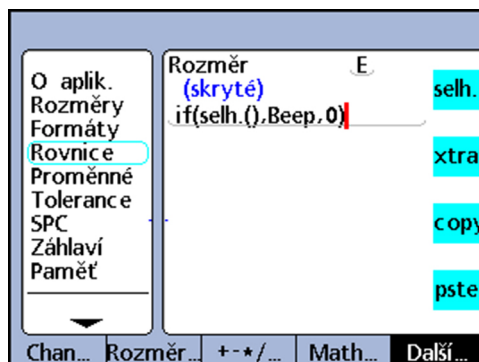 O aplik.
Rozměry
Formáty
Rovnice
Proměnné
Tolerance
SPC
Záhlaví
Paměť
Rozměr E
(skryté)
if(selh.(),Beep,0)
selh.
xtra
copy
pste
Chan... Rozměr... +-*/... Math... Další...